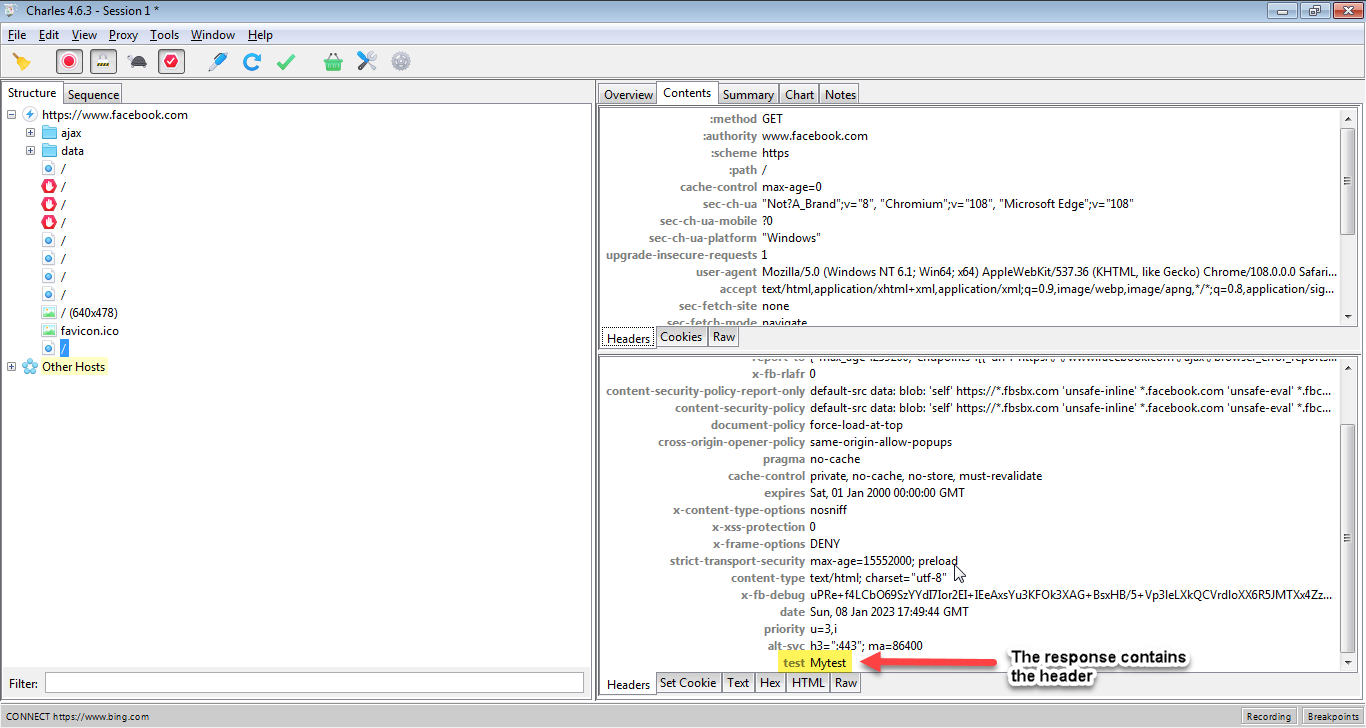 Charles 4.6.3 - Session 1 *
File Edit View Proxy Tools Window Help
Structure Sequence
https://www.facebook.com
ajax
data
/
/
/
/
/
/
/
/
/ (640x478)
favicon.ico
/
Other Hosts
Filter:
Overview Contents Summary Chart Notes
:method GET
:authority www.facebook.com
:scheme https
:path /
cache-control max-age=0
sec-ch-ua "Not?A_Brand";v="8", "Chromium";v="108", "Microsoft Edge";v="108"
sec-ch-ua-mobile ?0
sec-ch-ua-platform "Windows"
upgrade-insecure-requests 1
user-agent Mozilla/5.0 (Windows NT 6.1; Win64; x64) AppleWebKit/537.36 (KHTML, like Gecko) Chrome/108.0.0.0 Safari...
accept text/html,application/xhtml+xml,application/xml;q=0.9,image/webp,image/apng,*/*;q=0.8,application/sig...
sec-fetch-site none
sec-fetch-mode navigate
Headers Cookies Raw
x-fb-rlafr 0
content-security-policy-report-only default-src data: blob: 'self' https://*.fbsbx.com 'unsafe-inline' *.facebook.com 'unsafe-eval' *.fbc...
content-security-policy default-src data: blob: 'self' https://*.fbsbx.com 'unsafe-inline' *.facebook.com 'unsafe-eval' *.fbc...
document-policy force-load-at-top
cross-origin-opener-policy same-origin-allow-popups
pragma no-cache
cache-control private, no-cache, no-store, must-revalidate
expires Sat, 01 Jan 2000 00:00:00 GMT
x-content-type-options nosniff
x-xss-protection 0
x-frame-options DENY
strict-transport-security max-age=15552000; preload
content-type text/html; charset="utf-8"
x-fb-debug
date Sun, 08 Jan 2023 17:49:44 GMT
priority u=3,i
alt-svc h3=":443"; ma=86400
test Mytest
The response contains
the header
Headers Set Cookie Text Hex HTML Raw
CONNECT https://www.bing.com
Recording Breakpoints